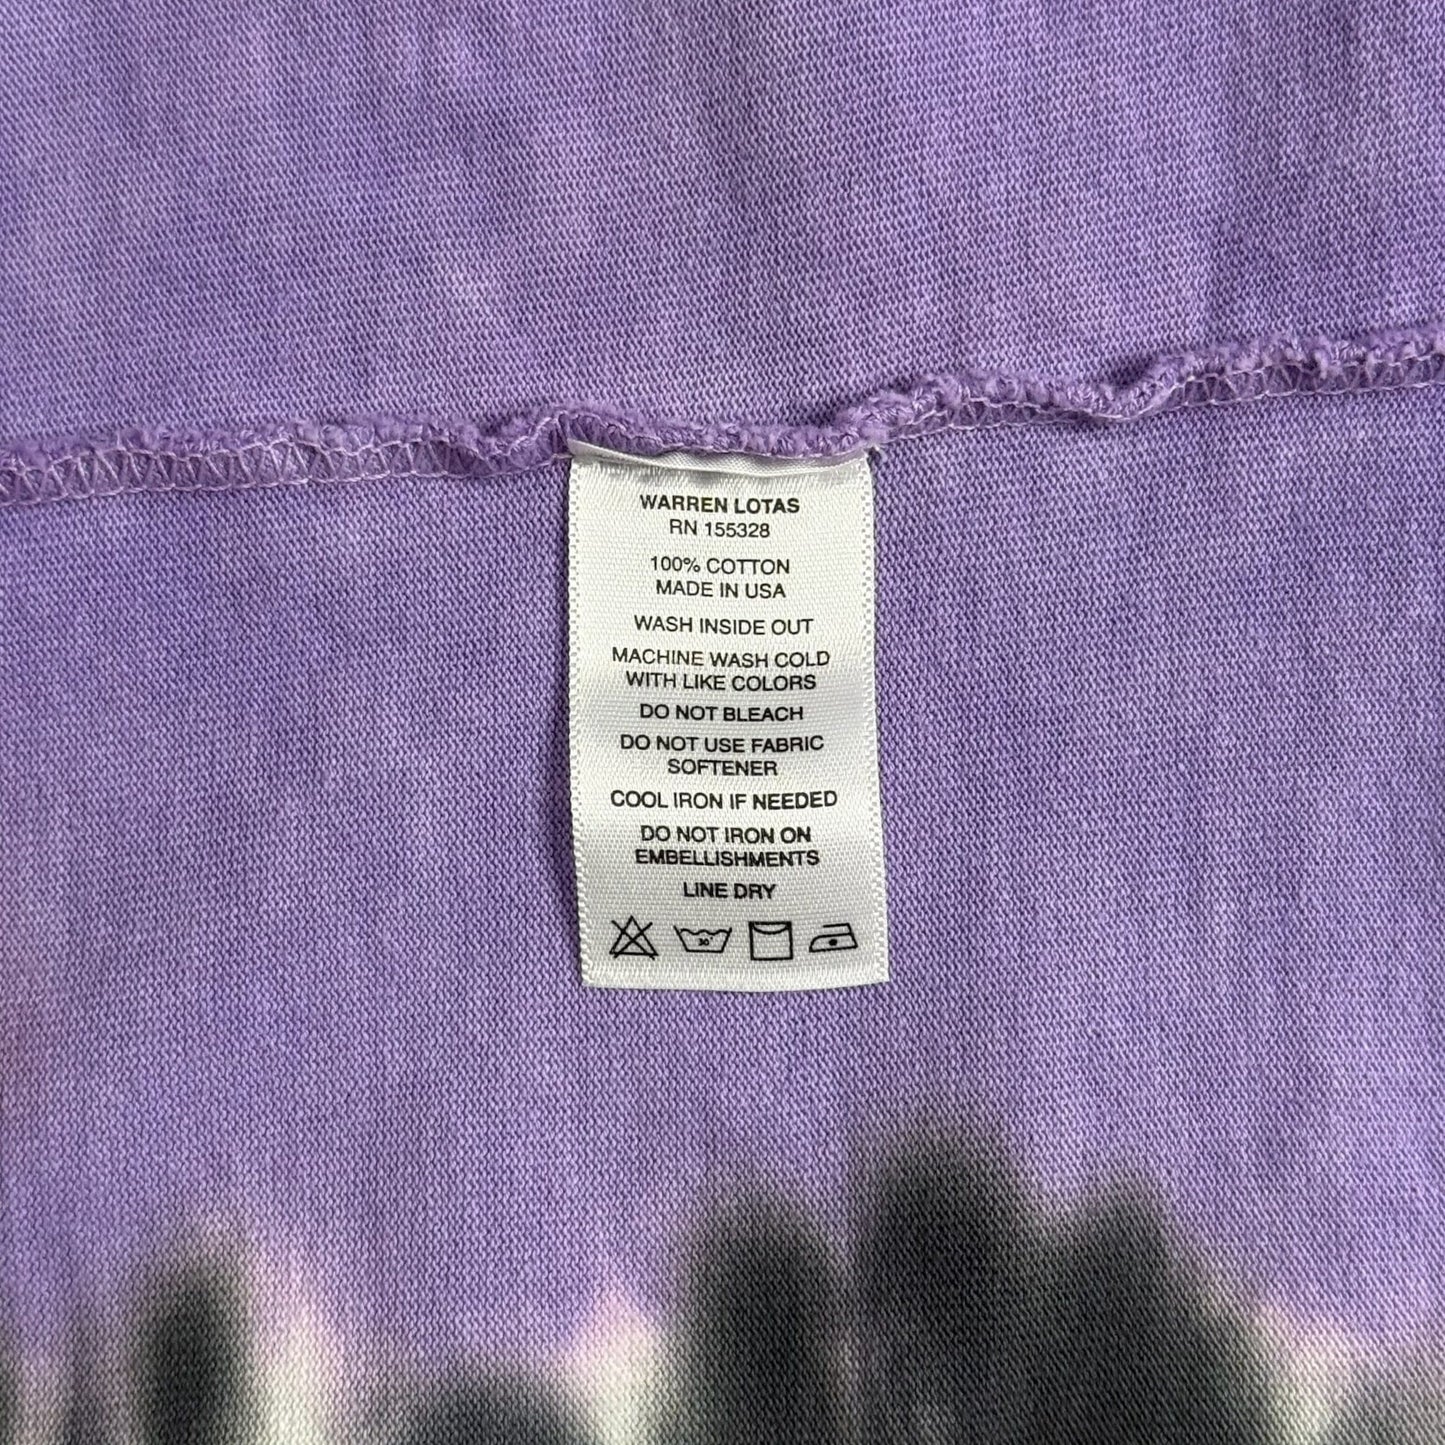 WARREN LOTAS
RN 155328
100% COTTON
MADE IN USA
WASH INSIDE OUT
MACHINE WASH COLD
WITH LIKE COLORS
DO NOT BLEACH
DO NOT USE FABRIC
SOFTENER
COOL IRON IF NEEDED
DO NOT IRON ON
EMBELLISHMENTS
LINE DRY
30°